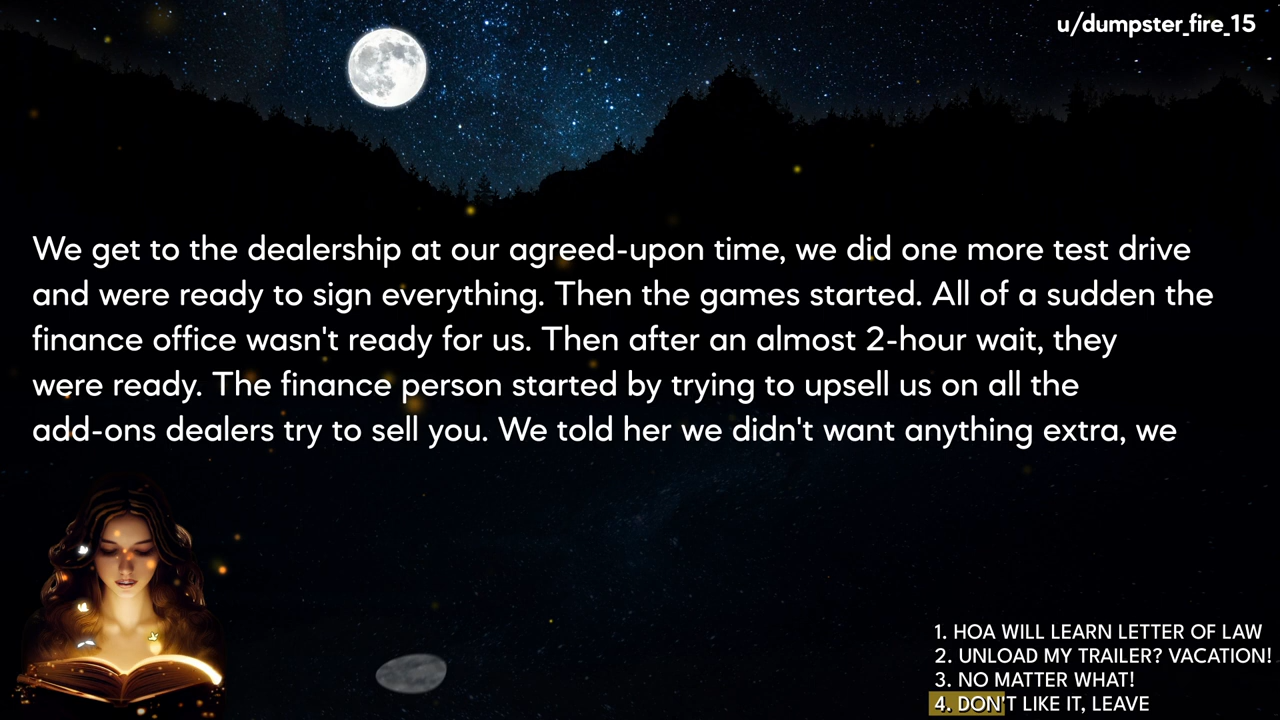 u/dumpster_fire_15
We get to the dealership at our agreed-upon time, we did one more test drive
and were ready to sign everything. Then the games started. All of a sudden the
finance office wasn't ready for us. Then after an almost 2-hour wait, they
were ready. The finance person started by trying to upsell us on all the
add-ons dealers try to sell you. We told her we didn't want anything extra, we
1. HOA WILL LEARN LETTER OF LAW
2. UNLOAD MY TRAILER? VACATION!
3. NO MATTER WHAT!
4. DON'T LIKE IT, LEAVE